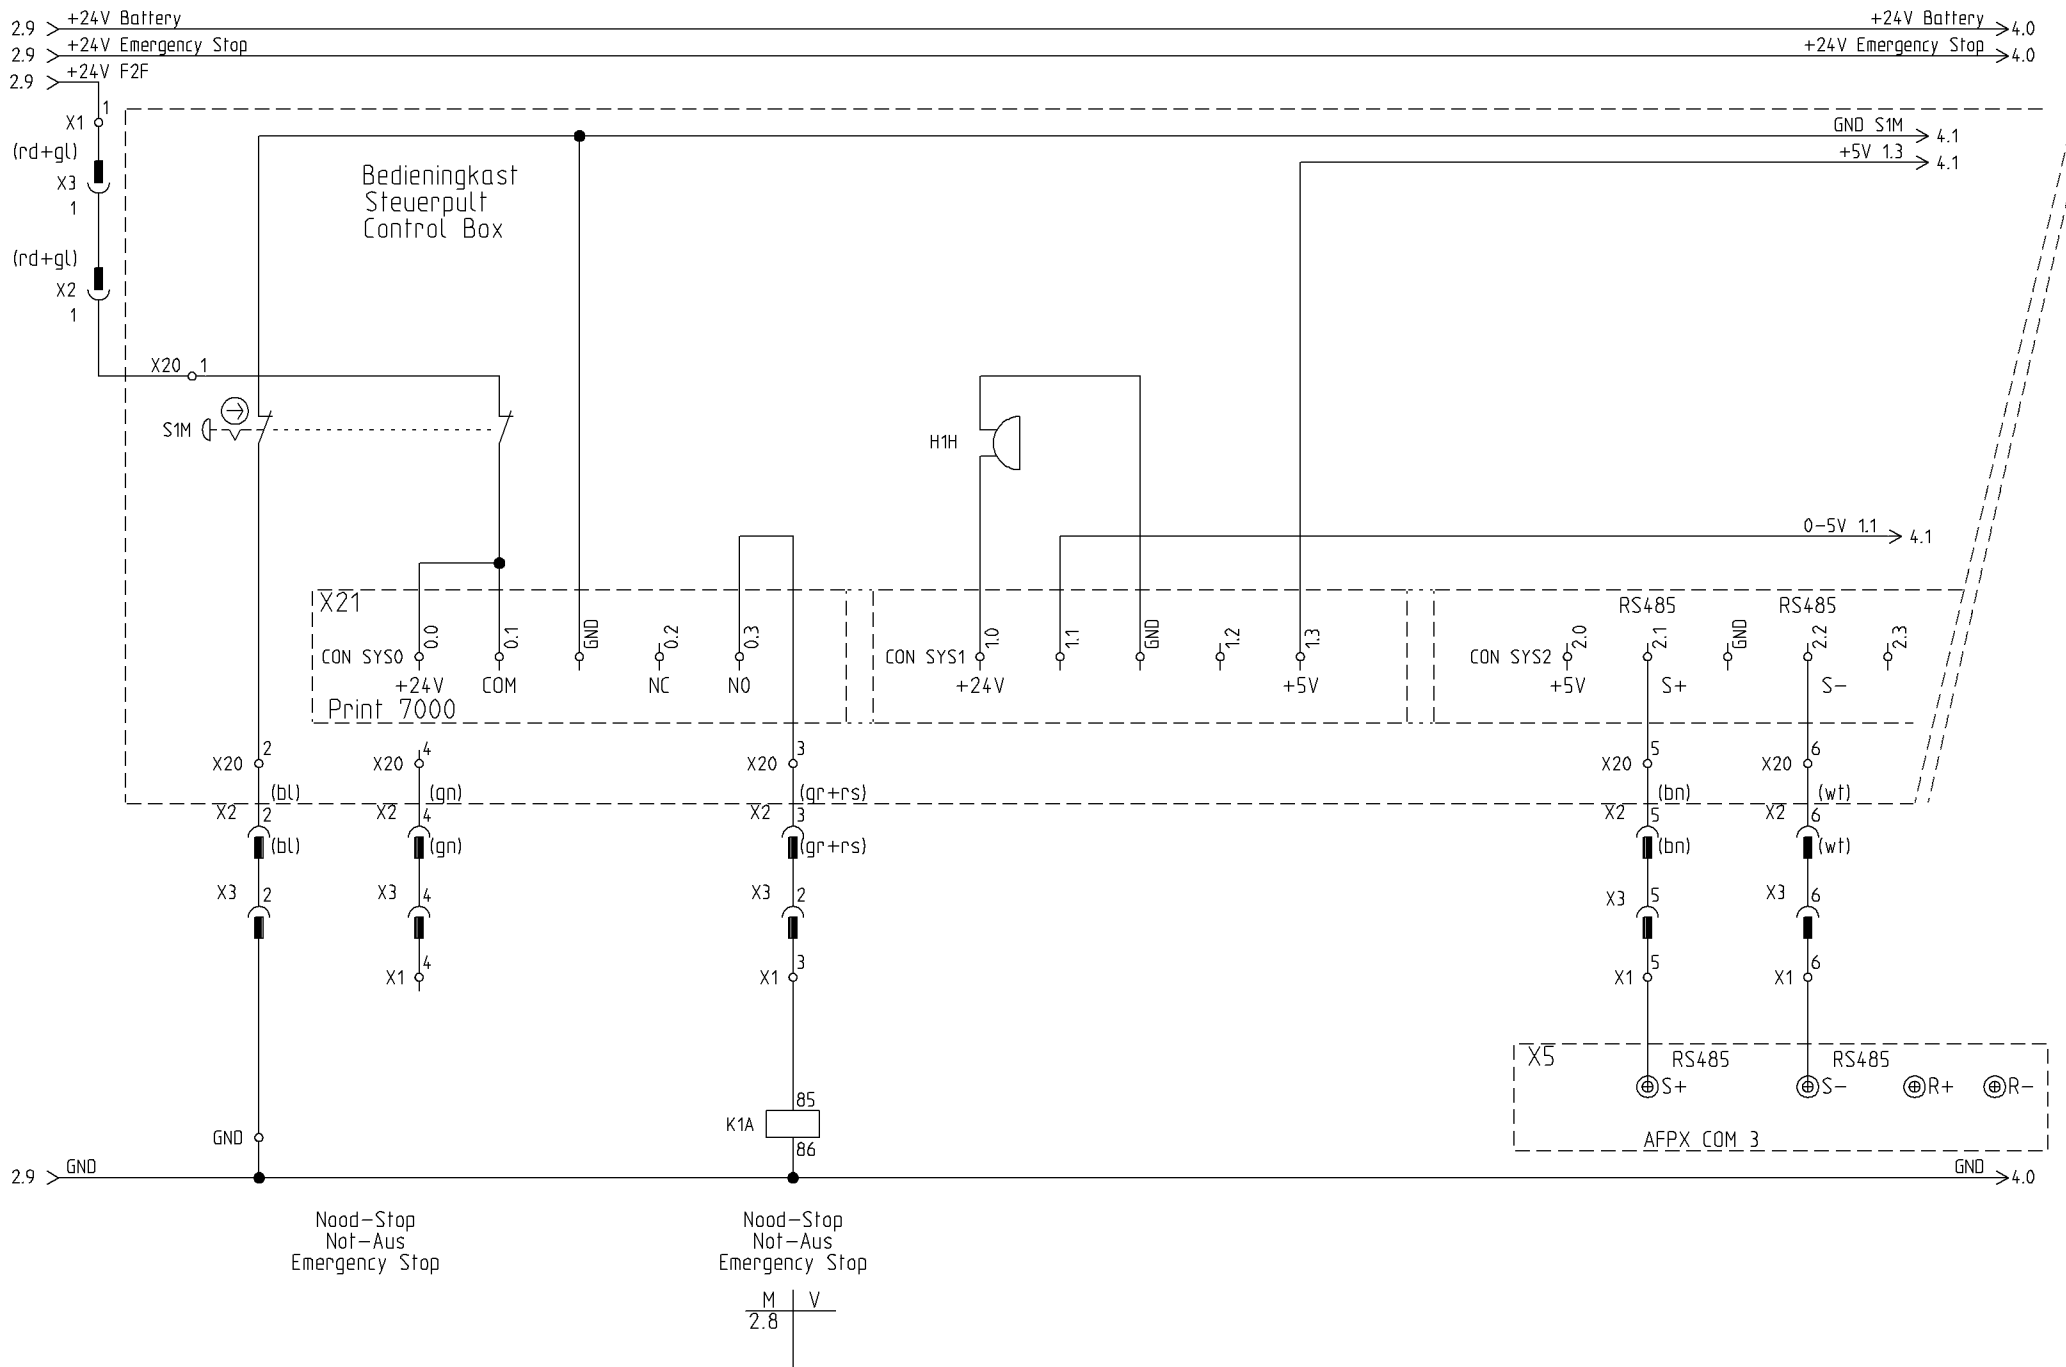 2.9 +24V Battery +24V Battery 4.0
2.9 +24V Emergency Stop +24V Emergency Stop 4.0
2.9 +24V F2F
X1 1
GND S1M 4.1
(rd+gl)
+5V 1.3 4.1
X3
1
Bedieningkast
Steuerpult
Control Box
(rd+gl)
X2
1
X20 1
S1M
H1H
0-5V 1.1 4.1
X21
RS485 RS485
CON SYS0 0.0 0.1 GND 0.2 0.3
CON SYS1 1.0 1.1 GND 1.2 1.3
CON SYS2 2.0 2.1 GND 2.2 2.3
+24V COM NC NO +24V +5V +5V S+ S-
Print 7000
X20 2 X20 4 X20 3 X20 5 X20 6
(bl) (gn) (gr+rs) (bn) (wt)
X2 2 X2 4 X2 3 X2 5 X2 6
(bl) (gn) (gr+rs) (bn) (wt)
X3 2 X3 4 X3 2 X3 5 X3 6
X1 4 X1 3 X1 5 X1 6
X5 RS485 RS485
S+ S- R+ R-
85
K1A
86
AFPX COM 3
GND
2.9 GND GND 4.0
Nood-Stop Nood-Stop
Not-Aus Not-Aus
Emergency Stop Emergency Stop
M V
2.8